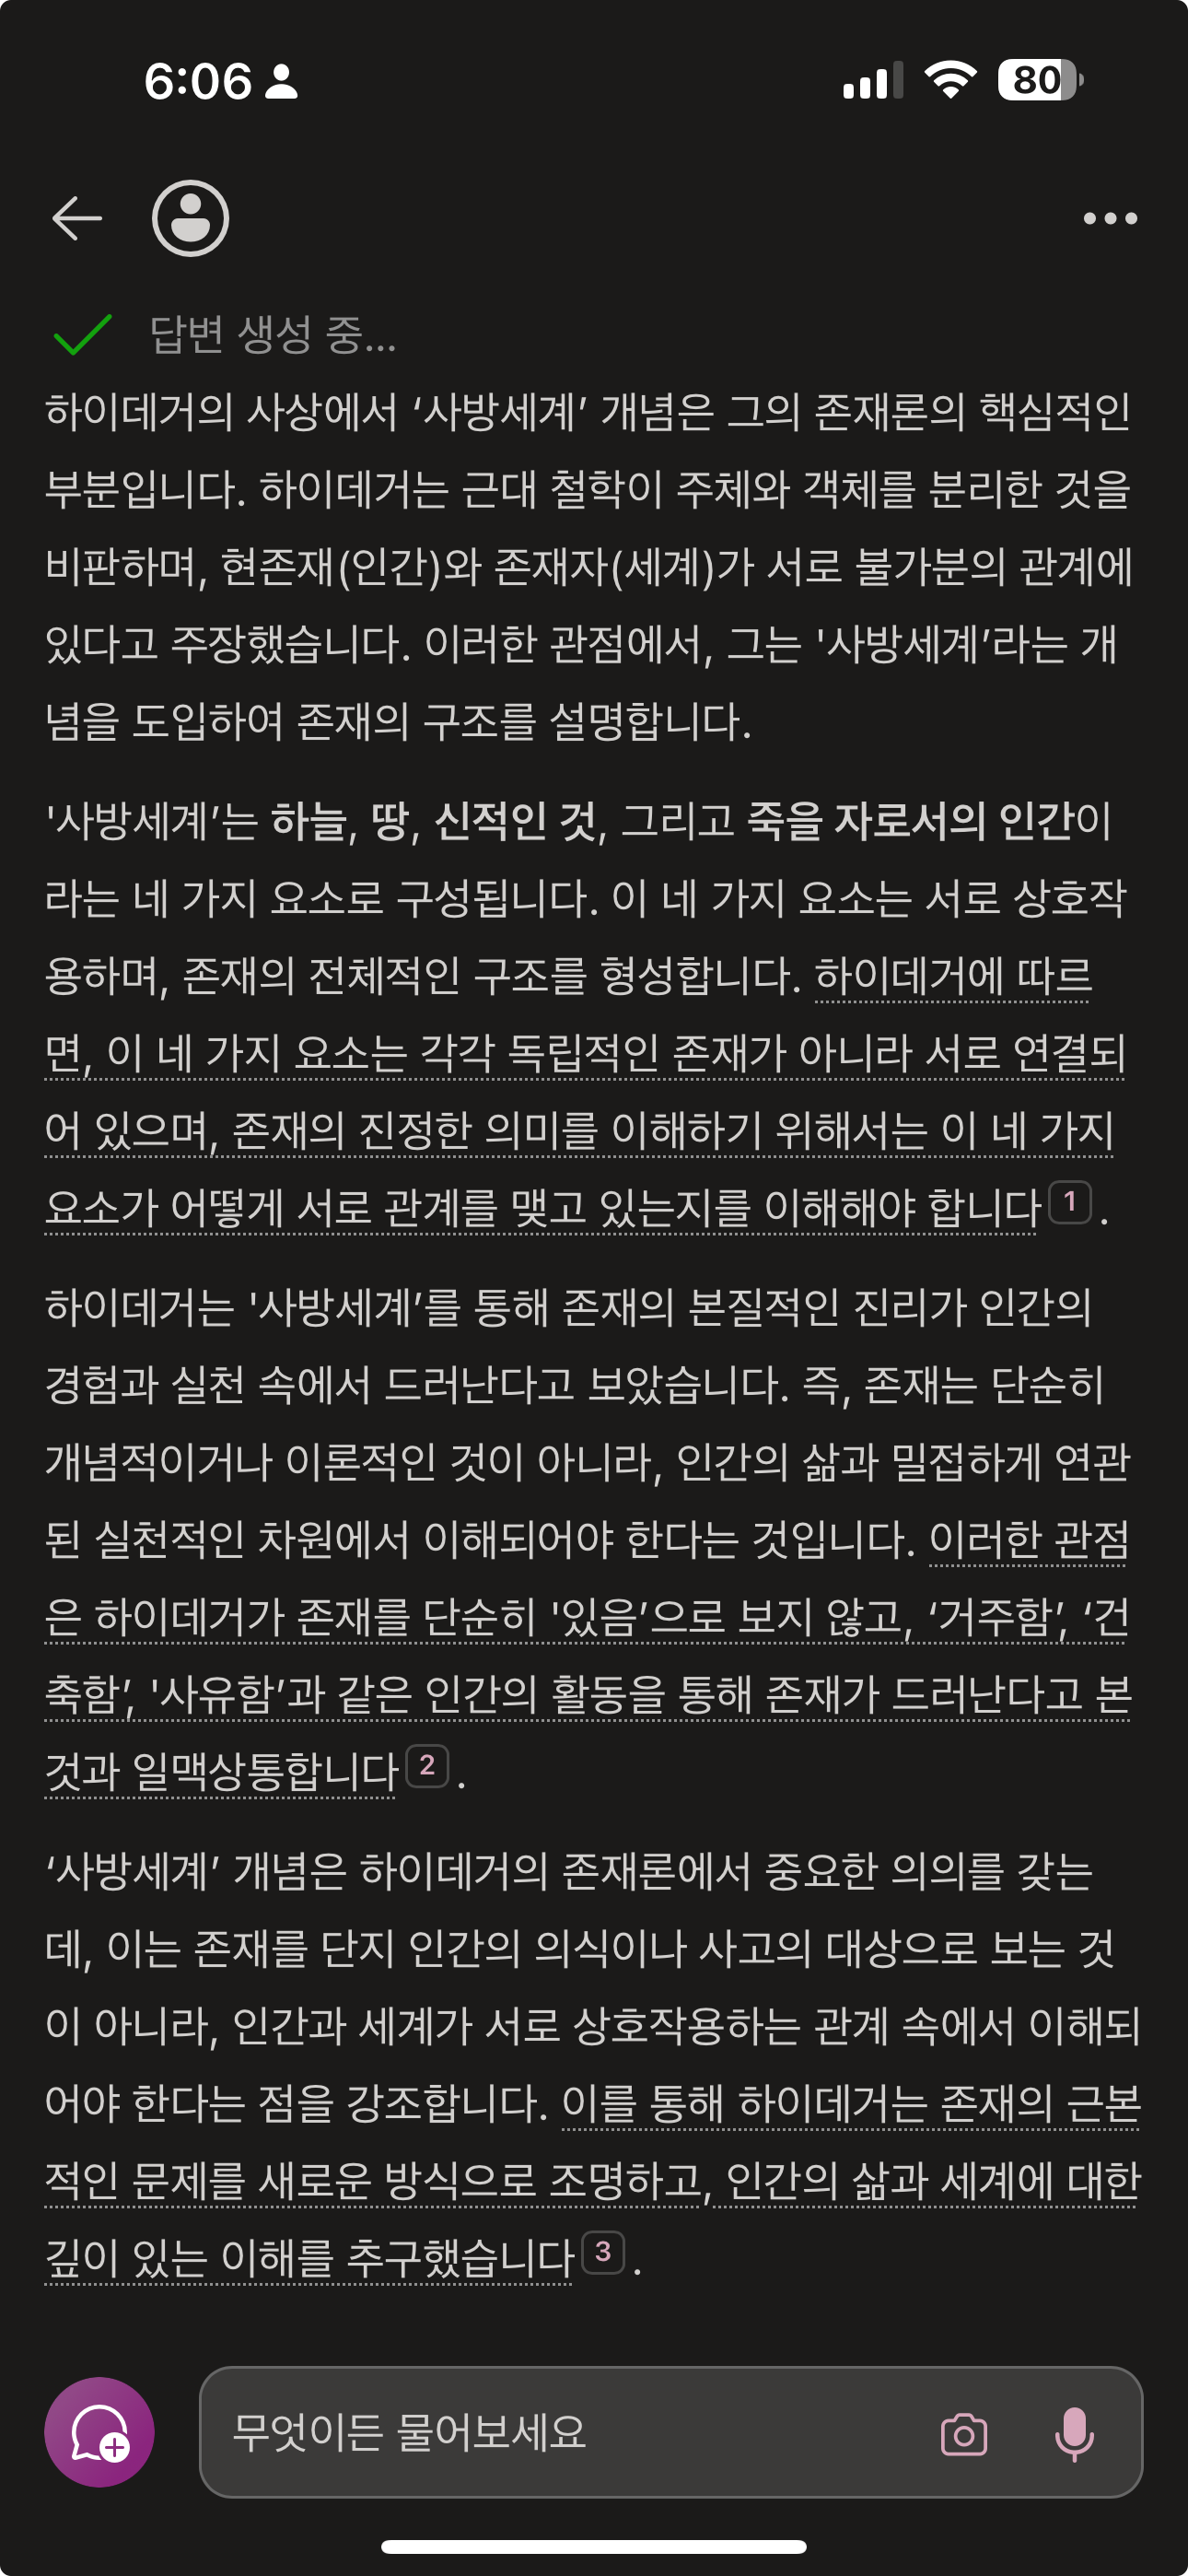 6:06
80
답변 생성 중...
하이데거의 사상에서 ‘사방세계’ 개념은 그의 존재론의 핵심적인
부분입니다. 하이데거는 근대 철학이 주체와 객체를 분리한 것을
비판하며, 현존재(인간)와 존재자(세계)가 서로 불가분의 관계에
있다고 주장했습니다. 이러한 관점에서, 그는 '사방세계’라는 개
념을 도입하여 존재의 구조를 설명합니다.
'사방세계’는 하늘, 땅, 신적인 것, 그리고 죽을 자로서의 인간이
라는 네 가지 요소로 구성됩니다. 이 네 가지 요소는 서로 상호작
용하며, 존재의 전체적인 구조를 형성합니다. 하이데거에 따르
면, 이 네 가지 요소는 각각 독립적인 존재가 아니라 서로 연결되
어 있으며, 존재의 진정한 의미를 이해하기 위해서는 이 네 가지
요소가 어떻게 서로 관계를 맺고 있는지를 이해해야 합니다 1 .
하이데거는 '사방세계’를 통해 존재의 본질적인 진리가 인간의
경험과 실천 속에서 드러난다고 보았습니다. 즉, 존재는 단순히
개념적이거나 이론적인 것이 아니라, 인간의 삶과 밀접하게 연관
된 실천적인 차원에서 이해되어야 한다는 것입니다. 이러한 관점
은 하이데거가 존재를 단순히 '있음’으로 보지 않고, ‘거주함’, ‘건
축함’, '사유함’과 같은 인간의 활동을 통해 존재가 드러난다고 본
것과 일맥상통합니다 2 .
‘사방세계’ 개념은 하이데거의 존재론에서 중요한 의의를 갖는
데, 이는 존재를 단지 인간의 의식이나 사고의 대상으로 보는 것
이 아니라, 인간과 세계가 서로 상호작용하는 관계 속에서 이해되
어야 한다는 점을 강조합니다. 이를 통해 하이데거는 존재의 근본
적인 문제를 새로운 방식으로 조명하고, 인간의 삶과 세계에 대한
깊이 있는 이해를 추구했습니다 3 .
무엇이든 물어보세요